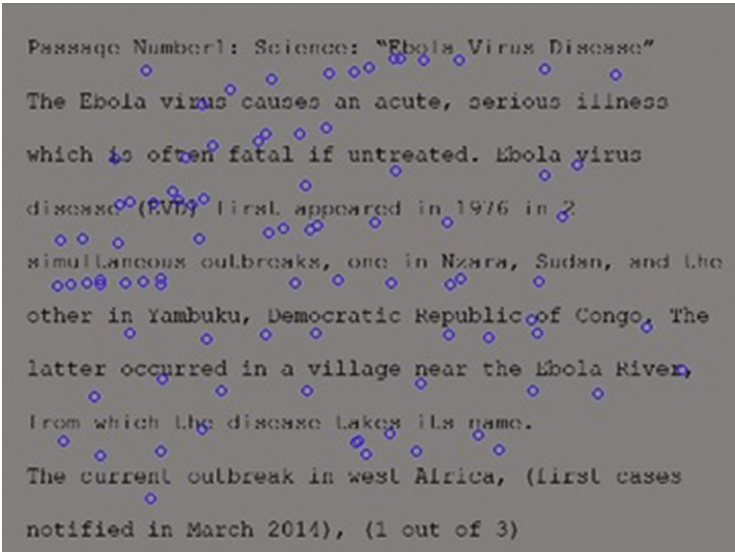 Passage Number1: Science: “Ebola Virus Disease”
The Ebola virus causes an acute, serious illness
which is often fatal if untreated. Ebola virus
disease (EVD) first appeared in 1976 in 2
simultaneous outbreaks, one in Nzara, Sudan, and the
other in Yambuku, Democratic Republic of Congo. The
latter occurred in a village near the Ebola River,
from which the disease takes its name.
The current outbreak in west Africa, (first cases
notified in March 2014), (1 out of 3)